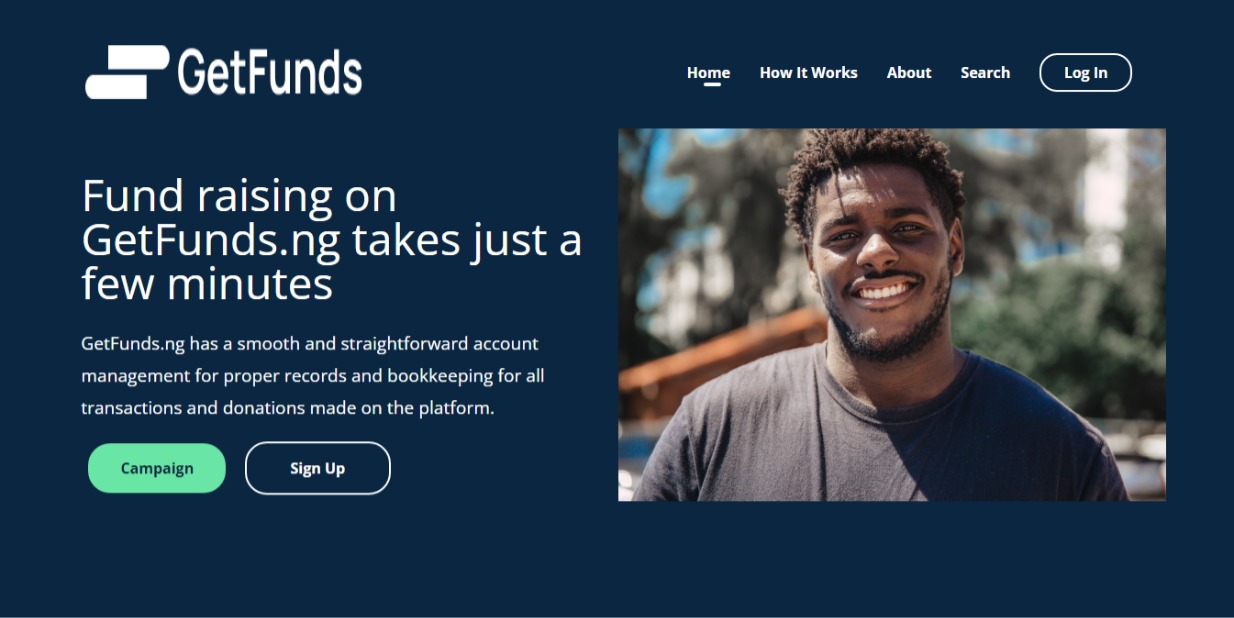 GetFunds
Home How It Works About Search Log In
Fund raising on
GetFunds.ng takes just a
few minutes
GetFunds.ng has a smooth and straightforward account
management for proper records and bookkeeping for all
transactions and donations made on the platform.
Campaign Sign Up